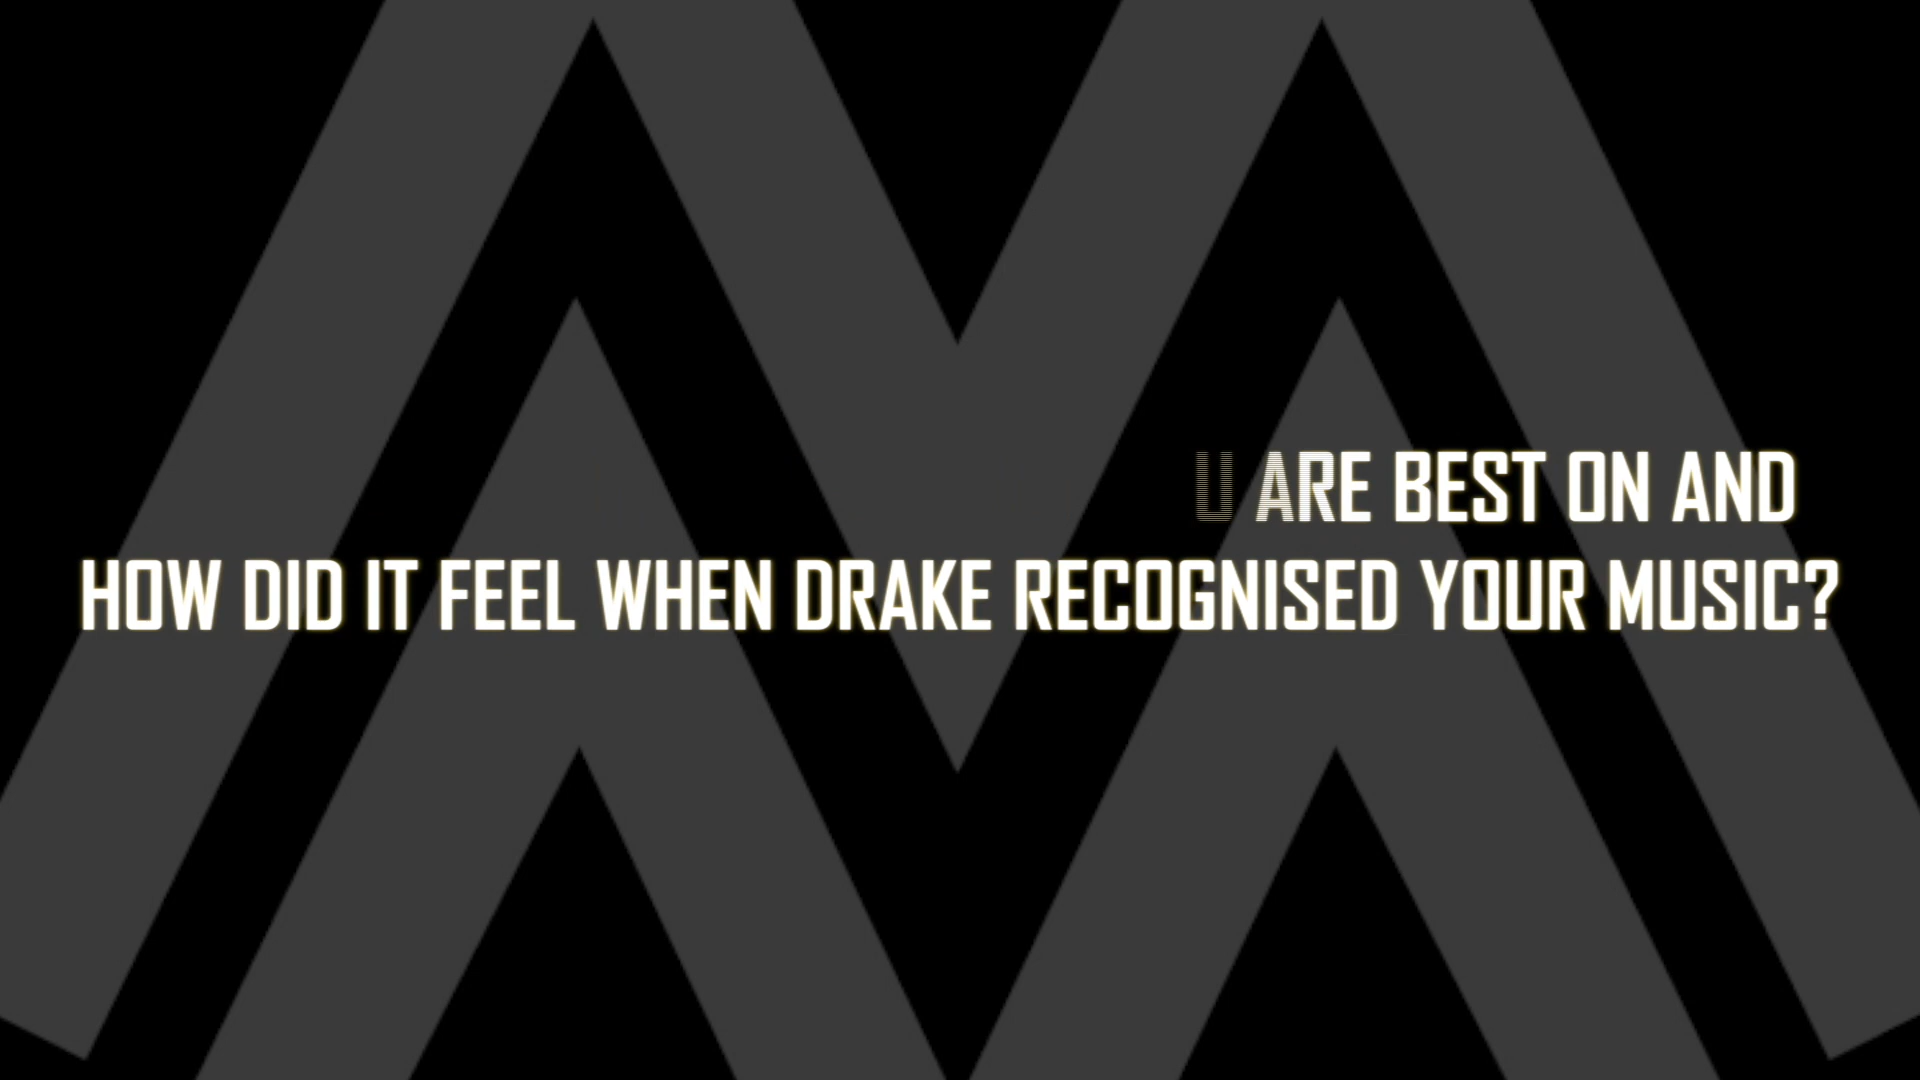 U ARE BEST ON AND
HOW DID IT FEEL WHEN DRAKE RECOGNISED YOUR MUSIC?